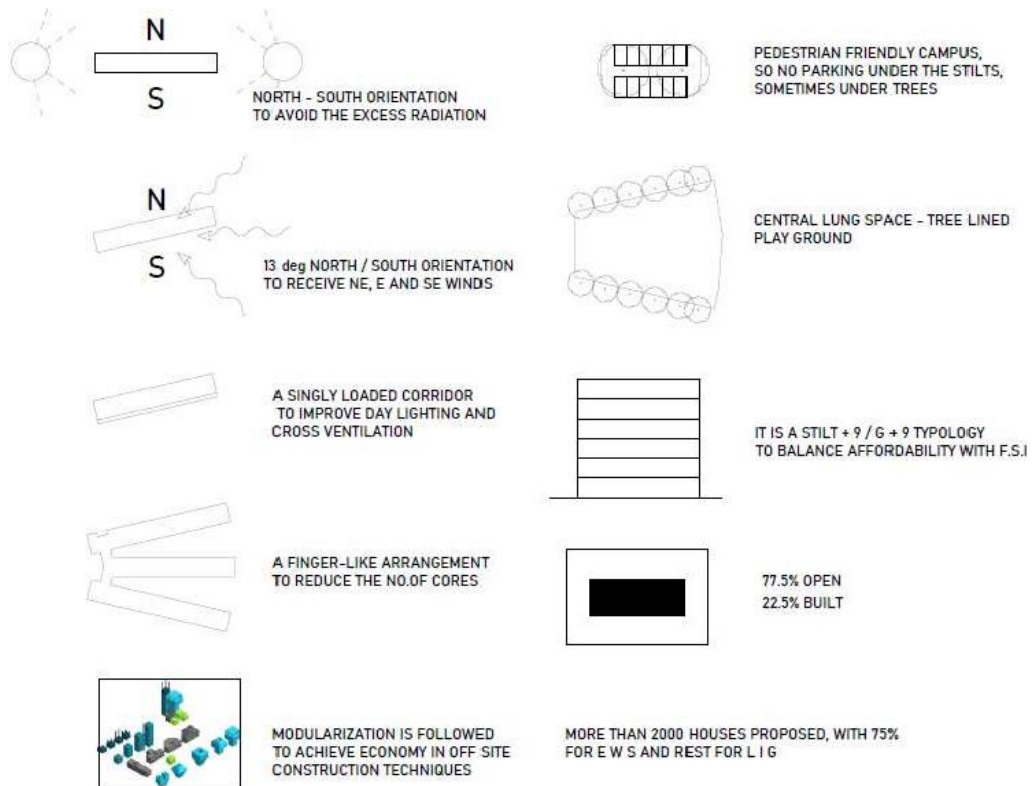 N
S
NORTH - SOUTH ORIENTATION
TO AVOID THE EXCESS RADIATION
N
S
13 deg NORTH / SOUTH ORIENTATION
TO RECEIVE NE, E AND SE WINDS
A SINGLY LOADED CORRIDOR
TO IMPROVE DAY LIGHTING AND
CROSS VENTILATION
A FINGER-LIKE ARRANGEMENT
TO REDUCE THE NO.OF CORES
MODULARIZATION IS FOLLOWED
TO ACHIEVE ECONOMY IN OFF SITE
CONSTRUCTION TECHNIQUES
PEDESTRIAN FRIENDLY CAMPUS,
SO NO PARKING UNDER THE STILTS,
SOMETIMES UNDER TREES
CENTRAL LUNG SPACE - TREE LINED
PLAY GROUND
IT IS A STILT + 9 / G + 9 TYPOLOGY
TO BALANCE AFFORDABILITY WITH F.S.I
77.5% OPEN
22.5% BUILT
MORE THAN 2000 HOUSES PROPOSED, WITH 75%
FOR E W S AND REST FOR L I G